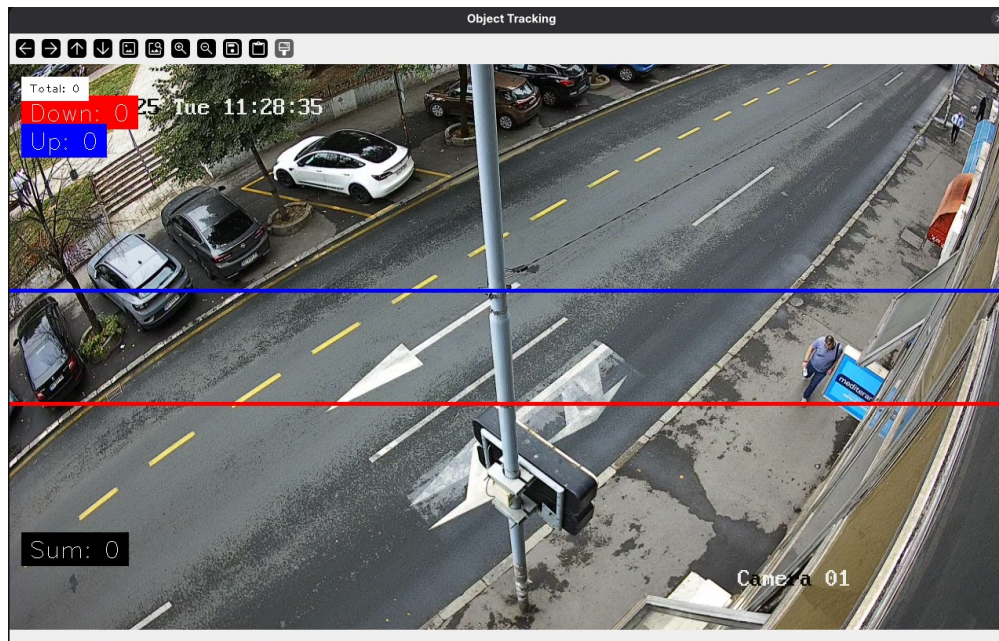 Object Tracking
Total: 0
25 Tue 11:28:35
Down: 0
Up: 0
mediteran
Sum: 0
Camera 01